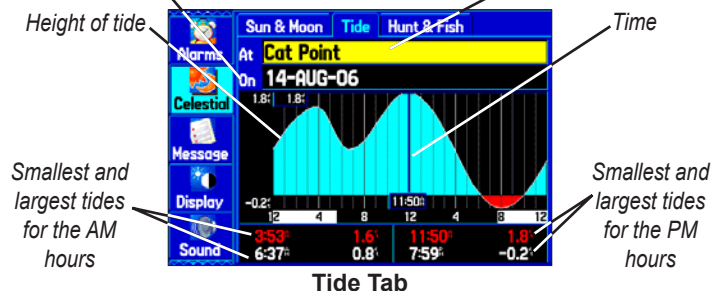 Height of tide
Time
Sun & Moon Tide Hunt & Fish
Alarms
At Cat Point
On 14-AUG-06
Celestial
1.8 1.8
Message
Smallest and
largest tides
for the AM
hours
Smallest and
largest tides
for the PM
hours
Display
-0.2
11:50
12 4 8 12 4 8 12
Sound
3:53 1.6 11:50 1.8
6:37 0.8 7:59 -0.2
Tide Tab